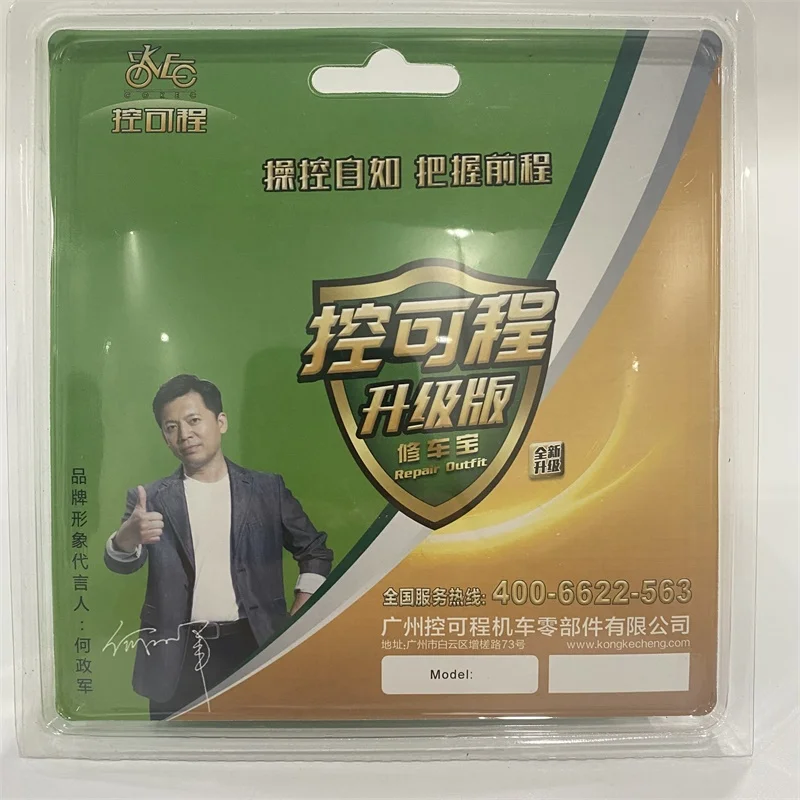 控可程
操控自如 把握前程
控可程
升级版
修车宝
Repair Outfit
全新
升级
品牌形象代言人：何政军
全国服务热线: 400-6622-563
广州控可程机车零部件有限公司
地址:广州市白云区增槎路73号 www.kongkecheng.com
Model: